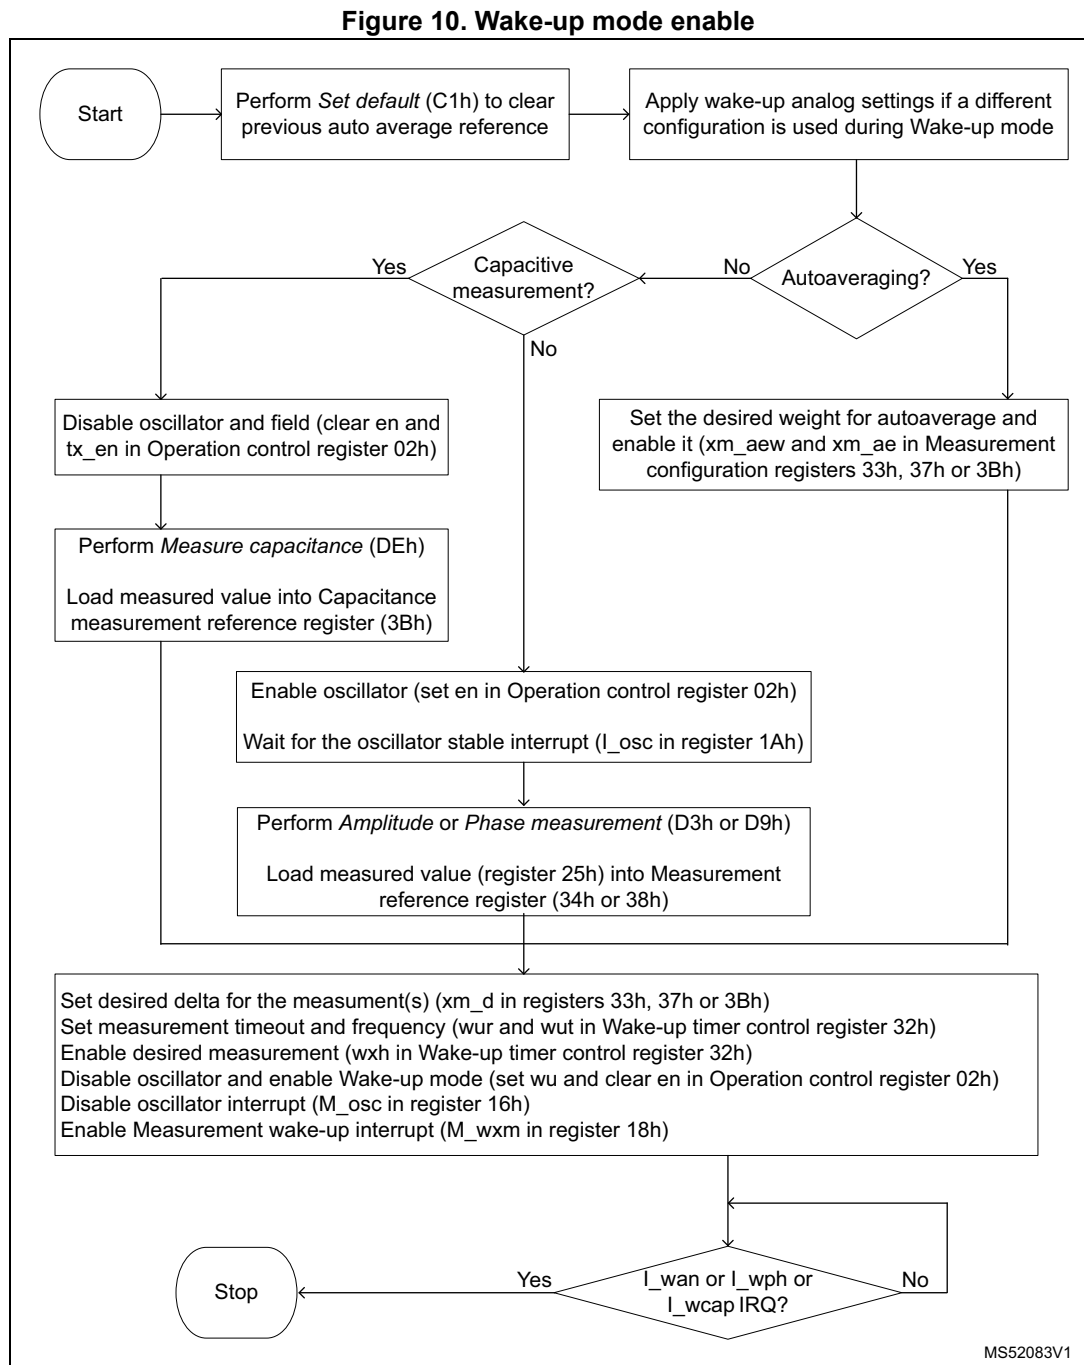 Figure 10. Wake-up mode enable
Start
Perform Set default (C1h) to clear
previous auto average reference
Apply wake-up analog settings if a different
configuration is used during Wake-up mode
Yes
Capacitive
measurement?
No
Autoaveraging?
Yes
No
Disable oscillator and field (clear en and
tx_en in Operation control register 02h)
Set the desired weight for autoaverage and
enable it (xm_aew and xm_ae in Measurement
configuration registers 33h, 37h or 3Bh)
Perform Measure capacitance (DEh)
Load measured value into Capacitance
measurement reference register (3Bh)
Enable oscillator (set en in Operation control register 02h)
Wait for the oscillator stable interrupt (I_osc in register 1Ah)
Perform Amplitude or Phase measurement (D3h or D9h)
Load measured value (register 25h) into Measurement
reference register (34h or 38h)
Set desired delta for the measument(s) (xm_d in registers 33h, 37h or 3Bh)
Set measurement timeout and frequency (wur and wut in Wake-up timer control register 32h)
Enable desired measurement (wxh in Wake-up timer control register 32h)
Disable oscillator and enable Wake-up mode (set wu and clear en in Operation control register 02h)
Disable oscillator interrupt (M_osc in register 16h)
Enable Measurement wake-up interrupt (M_wxm in register 18h)
Stop
Yes
I_wan or I_wph or
I_wcap IRQ?
No
MS52083V1